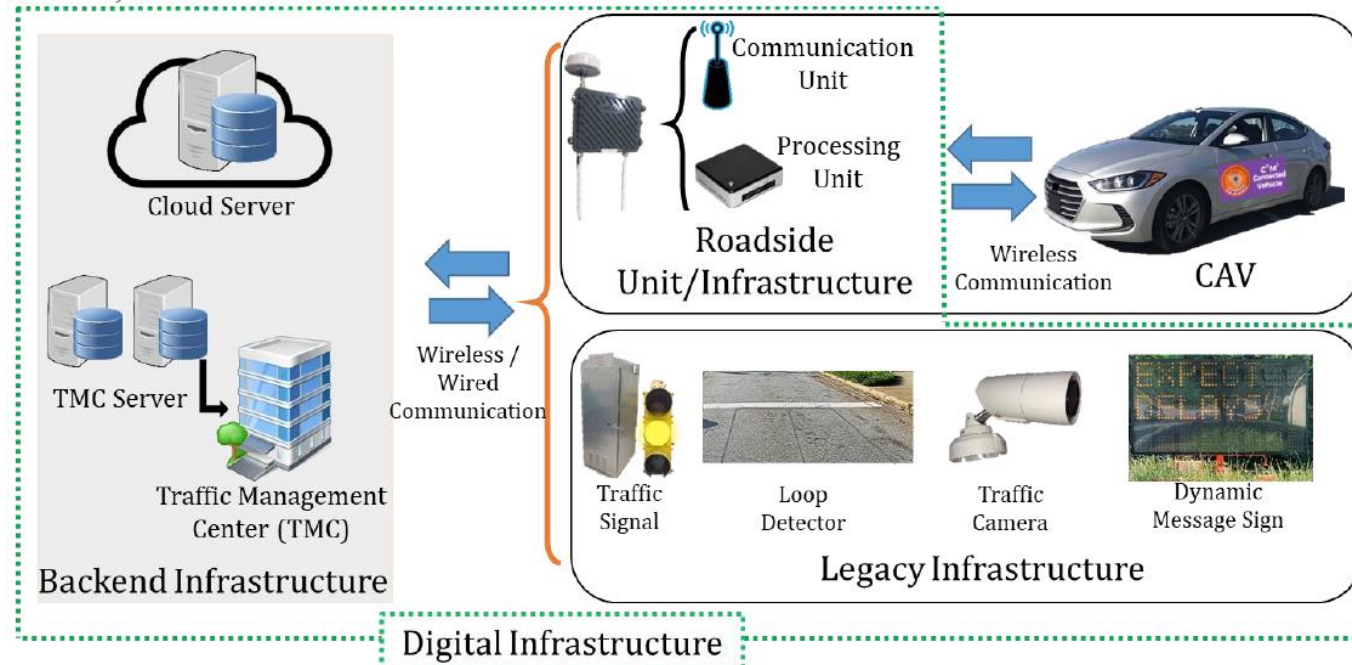 Cloud Server
TMC Server
Traffic Management
Center (TMC)
Backend Infrastructure
Wireless /
Wired
Communication
Communication
Unit
Processing
Unit
Roadside
Unit/Infrastructure
Wireless
Communication
Connected
Vehicle
CAV
EXPECT
DELAYS
Traffic
Signal
Loop
Detector
Traffic
Camera
Dynamic
Message Sign
Legacy Infrastructure
Digital Infrastructure